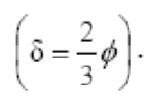 (δ = 2/3 ϕ).